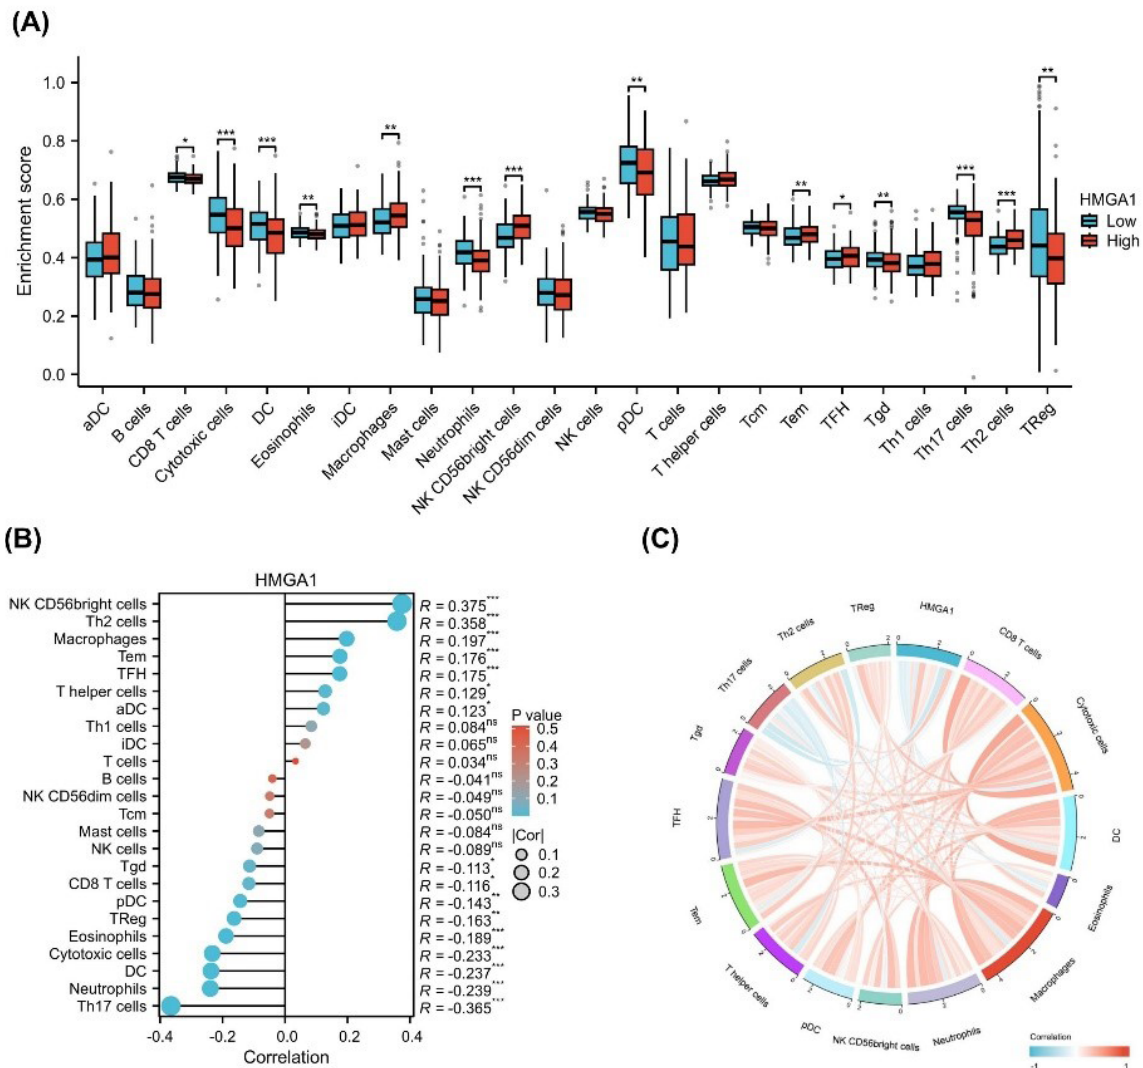 (A)
Enrichment score
1.0
0.8
0.6
0.4
0.2
0.0
* *** *** ** ** *** *** ** ** * ** *** *** **
HMGA1
Low
High
aDC
B cells
CD8 T cells
Cytotoxic cells
DC
Eosinophils
iDC
Macrophages
Mast cells
Neutrophils
NK CD56bright cells
NK CD56dim cells
NK cells
pDC
T cells
T helper cells
Tcm
Tem
TFH
Tgd
Th1 cells
Th17 cells
Th2 cells
TReg
(B)
HMGA1
NK CD56bright cells R = 0.375***
Th2 cells R = 0.358***
Macrophages R = 0.197***
Tem R = 0.176***
TFH R = 0.175***
T helper cells R = 0.129*
aDC R = 0.123*
Th1 cells R = 0.084ns
iDC R = 0.065ns
T cells R = 0.034ns
B cells R = -0.041ns
NK CD56dim cells R = -0.049ns
Tcm R = -0.050ns
Mast cells R = -0.084ns
NK cells R = -0.089ns
Tgd R = -0.113*
CD8 T cells R = -0.116*
pDC R = -0.143**
TReg R = -0.163**
Eosinophils R = -0.189***
Cytotoxic cells R = -0.233***
DC R = -0.237***
Neutrophils R = -0.239***
Th17 cells R = -0.365***
-0.4 -0.2 0.0 0.2 0.4
Correlation
P value
0.5
0.4
0.3
0.2
0.1
|Cor|
0.1
0.2
0.3
(C)
HMGA1
CD8 T cells
Cytotoxic cells
DC
Eosinophils
Macrophages
Neutrophils
NK CD56bright cells
pDC
T helper cells
Tem
TFH
Tgd
Th17 cells
Th2 cells
TReg
Correlation
-1 1